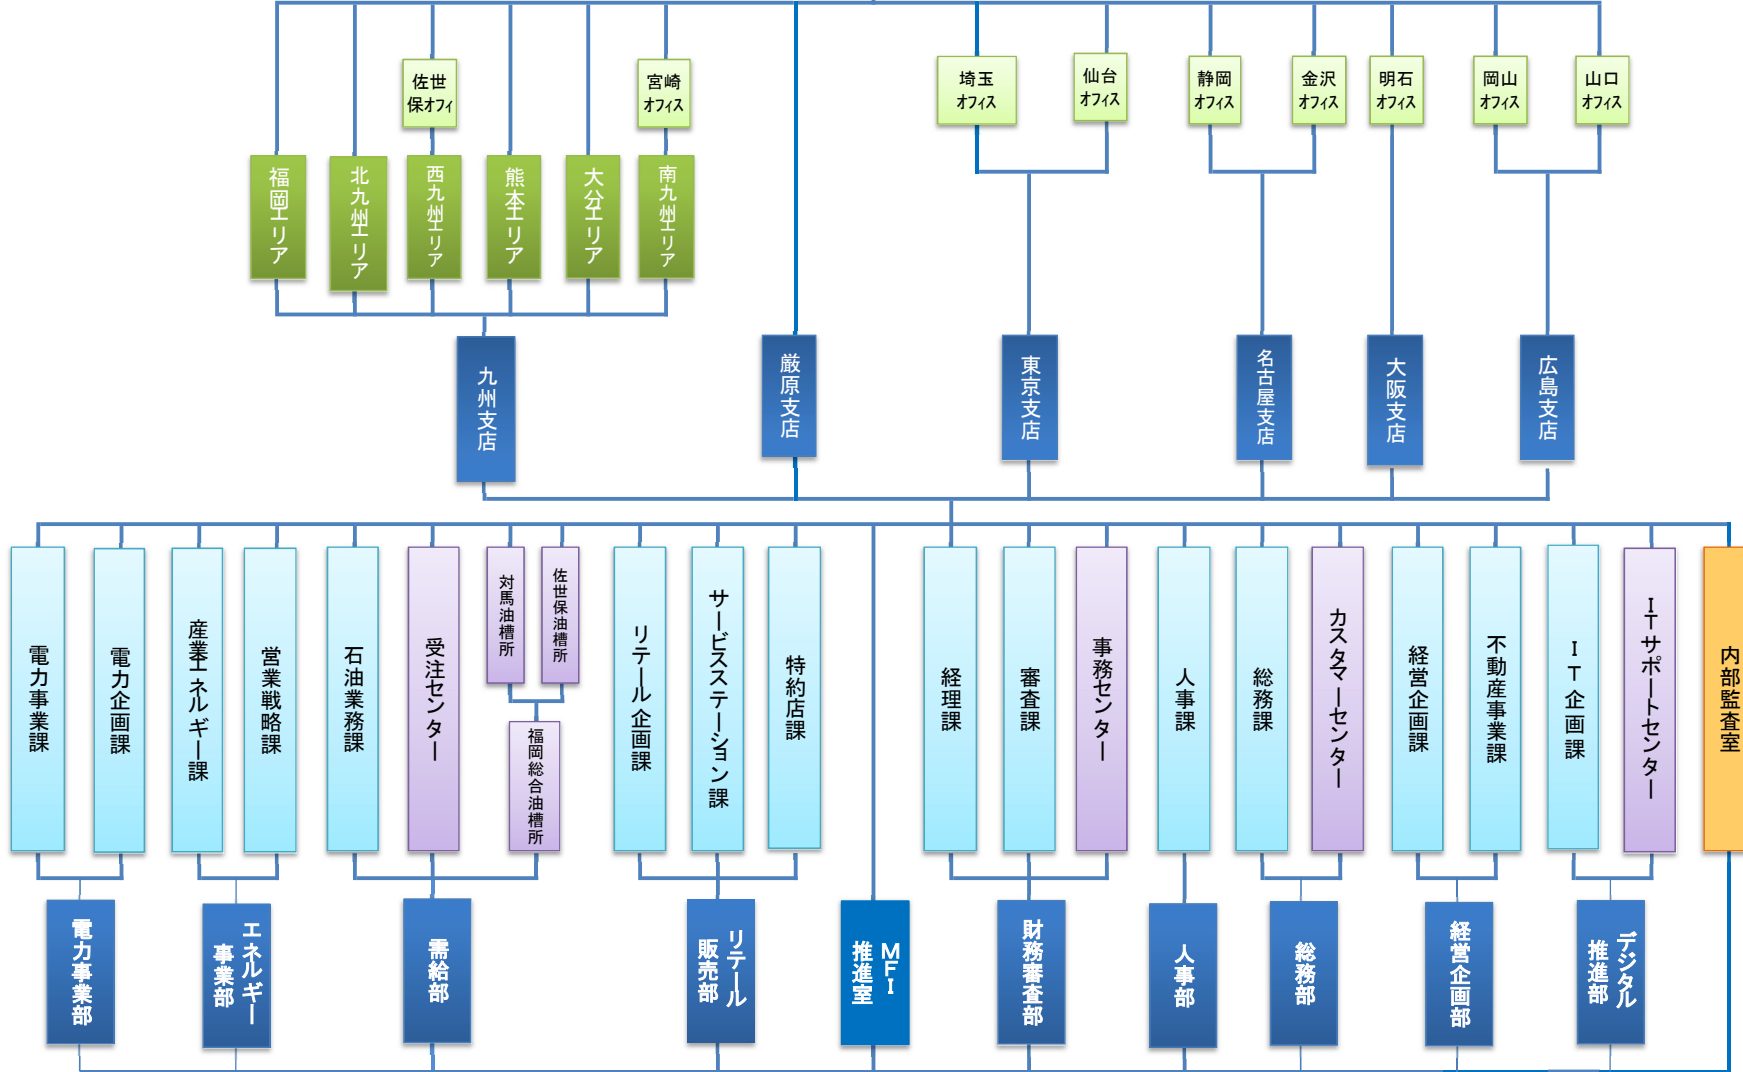 佐世
保オフィ
宮崎
オフィス
埼玉
オフィス
仙台
オフィス
静岡
オフィス
金沢
オフィス
明石
オフィス
岡山
オフィス
山口
オフィス
福岡エリア
北九州エリア
西九州エリア
熊本エリア
大分エリア
南九州エリア
九州支店
厳原支店
東京支店
名古屋支店
大阪支店
広島支店
電力事業課
電力企画課
産業エネルギー課
営業戦略課
石油業務課
受注センター
対馬油槽所
佐世保油槽所
福岡総合油槽所
リテール企画課
サービスステーション課
特約店課
経理課
審査課
事務センター
人事課
総務課
カスタマーセンター
経営企画課
不動産事業課
IT企画課
ITサポートセンター
内部監査室
電力事業部
エネルギー
事業部
需給部
リテール
販売部
MFI
推進室
財務審査部
人事部
総務部
経営企画部
デジタル
推進部